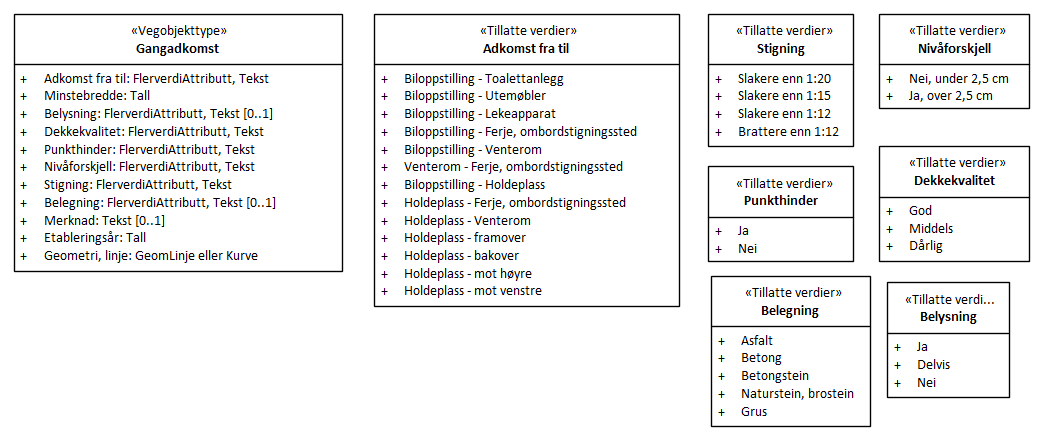 «Vegobjekttype»
Gangadkomst
+ Adkomst fra til: FlerverdiAttributt, Tekst
+ Minstebredde: Tall
+ Belysning: FlerverdiAttributt, Tekst [0..1]
+ Dekkekvalitet: FlerverdiAttributt, Tekst
+ Punkthinder: FlerverdiAttributt, Tekst
+ Nivåforskjell: FlerverdiAttributt, Tekst
+ Stigning: FlerverdiAttributt, Tekst
+ Belegning: FlerverdiAttributt, Tekst [0..1]
+ Merknad: Tekst [0..1]
+ Etableringsår: Tall
+ Geometri, linje: GeomLinje eller Kurve
«Tillatte verdier»
Adkomst fra til
+ Biloppstilling - Toalettanlegg
+ Biloppstilling - Utemøbler
+ Biloppstilling - Lekeapparat
+ Biloppstilling - Ferje, ombordstigningssted
+ Biloppstilling - Venterom
+ Venterom - Ferje, ombordstigningssted
+ Biloppstilling - Holdeplass
+ Holdeplass - Ferje, ombordstigningssted
+ Holdeplass - Venterom
+ Holdeplass - framover
+ Holdeplass - bakover
+ Holdeplass - mot høyre
+ Holdeplass - mot venstre
«Tillatte verdier»
Stigning
+ Slakere enn 1:20
+ Slakere enn 1:15
+ Slakere enn 1:12
+ Brattere enn 1:12
«Tillatte verdier»
Nivåforskjell
+ Nei, under 2,5 cm
+ Ja, over 2,5 cm
«Tillatte verdier»
Punkthinder
+ Ja
+ Nei
«Tillatte verdier»
Dekkekvalitet
+ God
+ Middels
+ Dårlig
«Tillatte verdier»
Belegning
+ Asfalt
+ Betong
+ Betongstein
+ Naturstein, brostein
+ Grus
«Tillatte verdi...
Belysning
+ Ja
+ Delvis
+ Nei